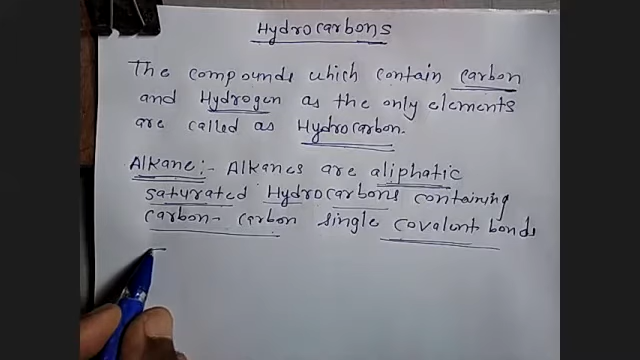 Hydrocarbons
The compounds which contain carbon
and Hydrogen as the only elements
are called as Hydrocarbon.
Alkane:- Alkanes are aliphatic
saturated Hydrocarbons containing
carbon- carbon single covalent bonds